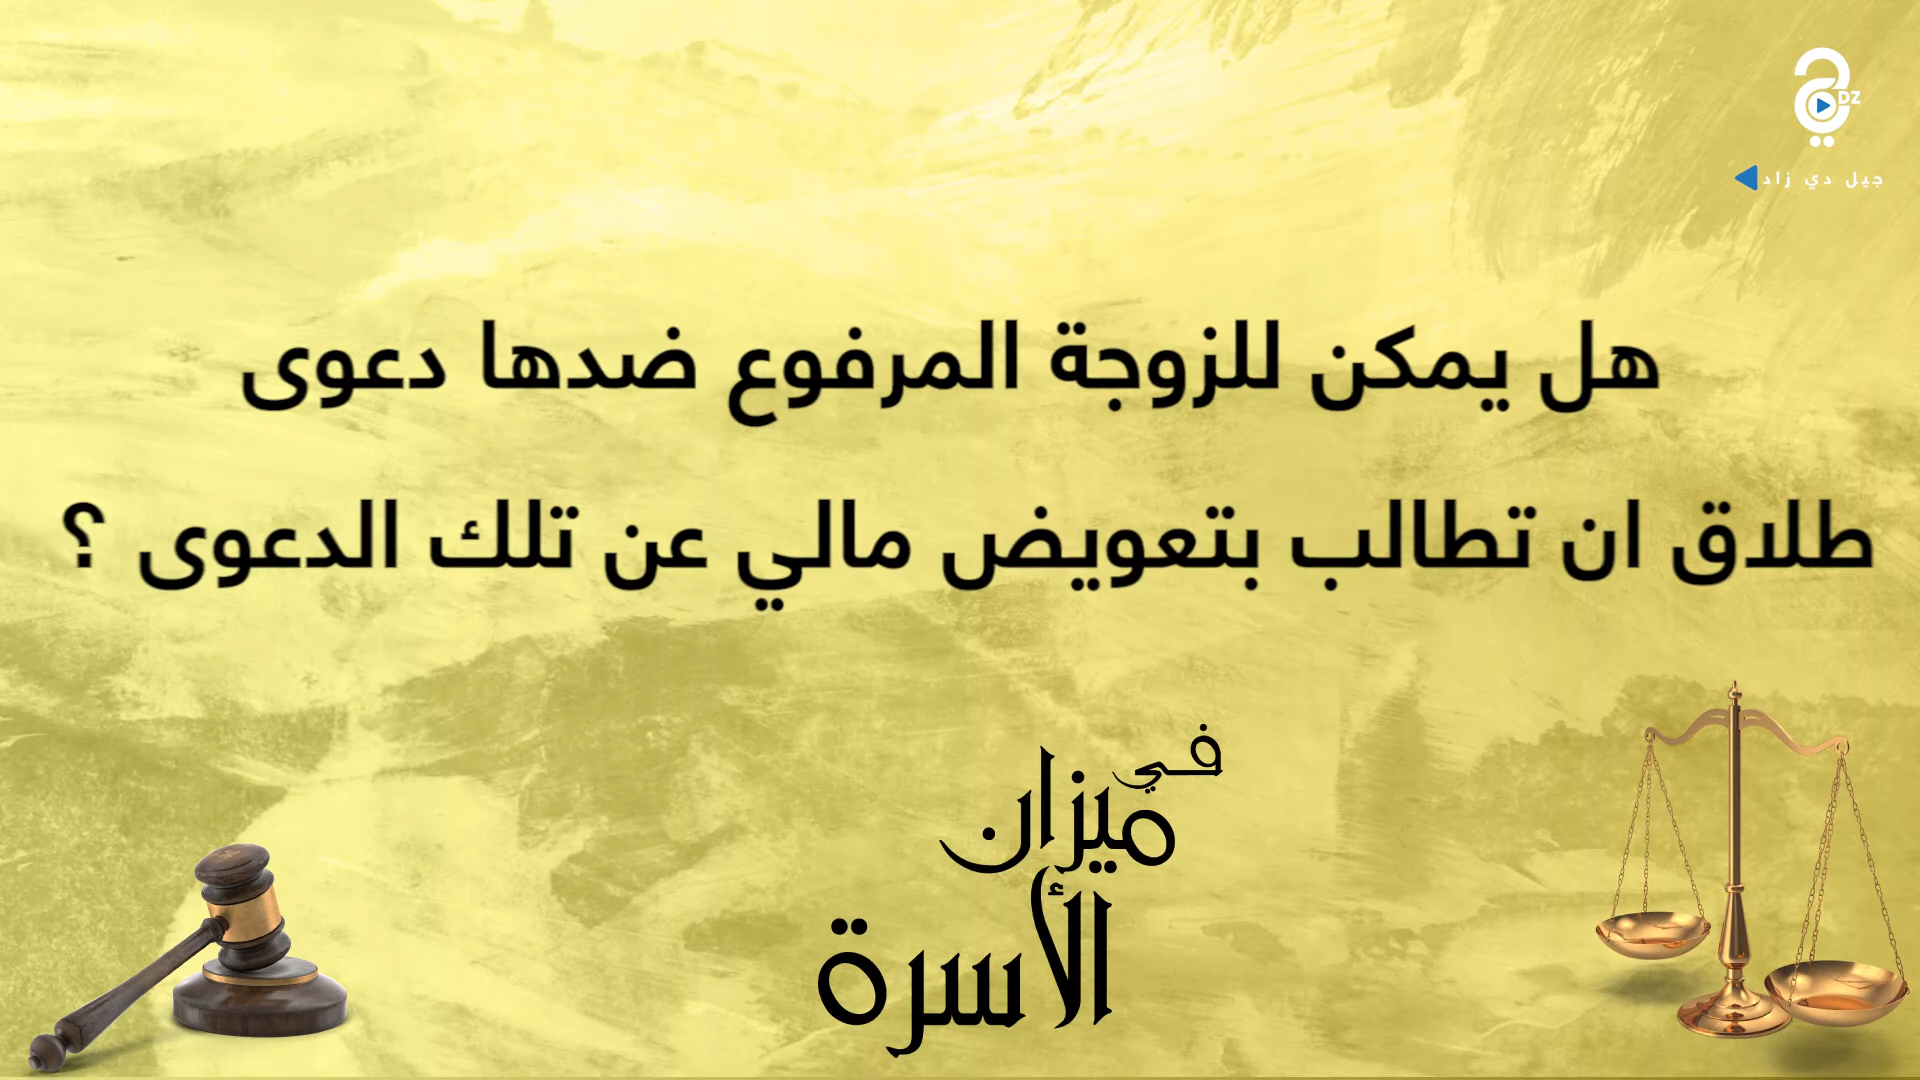 DZ
جيل دي زاد
هل يمكن للزوجة المرفوع ضدها دعوى
طلاق ان تطالب بتعويض مالي عن تلك الدعوى ؟
في
ميزان
الأسرة